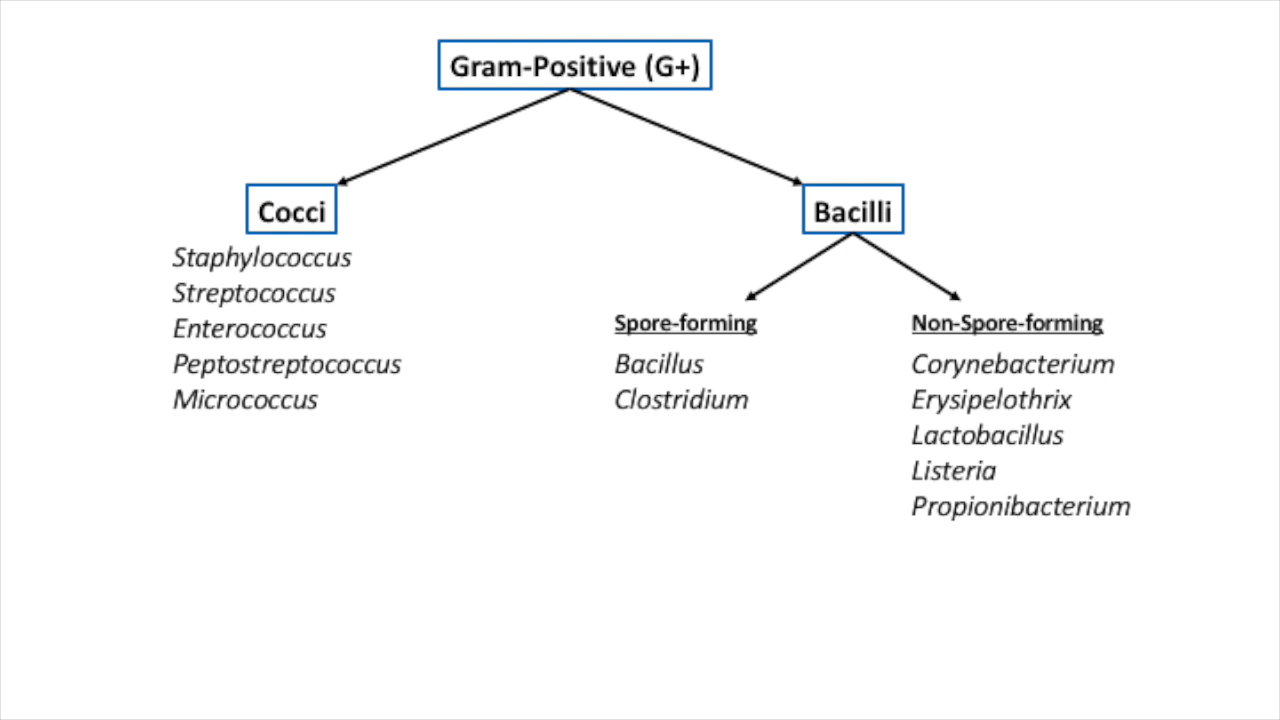 Gram-Positive (G+)
Cocci
Staphylococcus
Streptococcus
Enterococcus
Peptostreptococcus
Micrococcus
Bacilli
Spore-forming
Bacillus
Clostridium
Non-Spore-forming
Corynebacterium
Erysipelothrix
Lactobacillus
Listeria
Propionibacterium